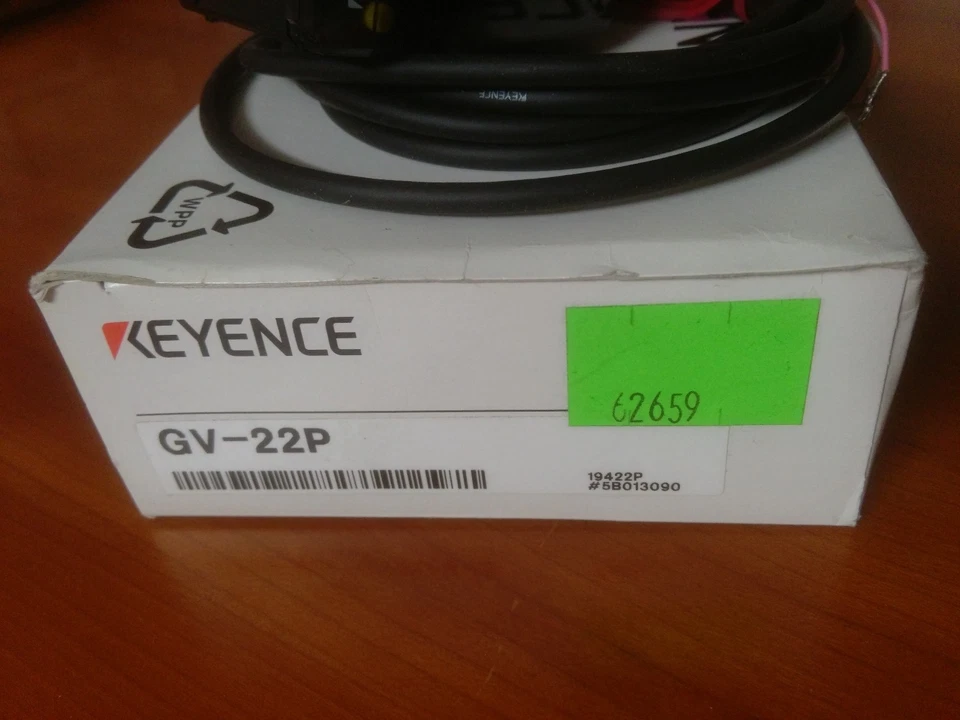 KEYENCE
WPP
KEYENCE
62659
GV-22P
19422P
#5B013090